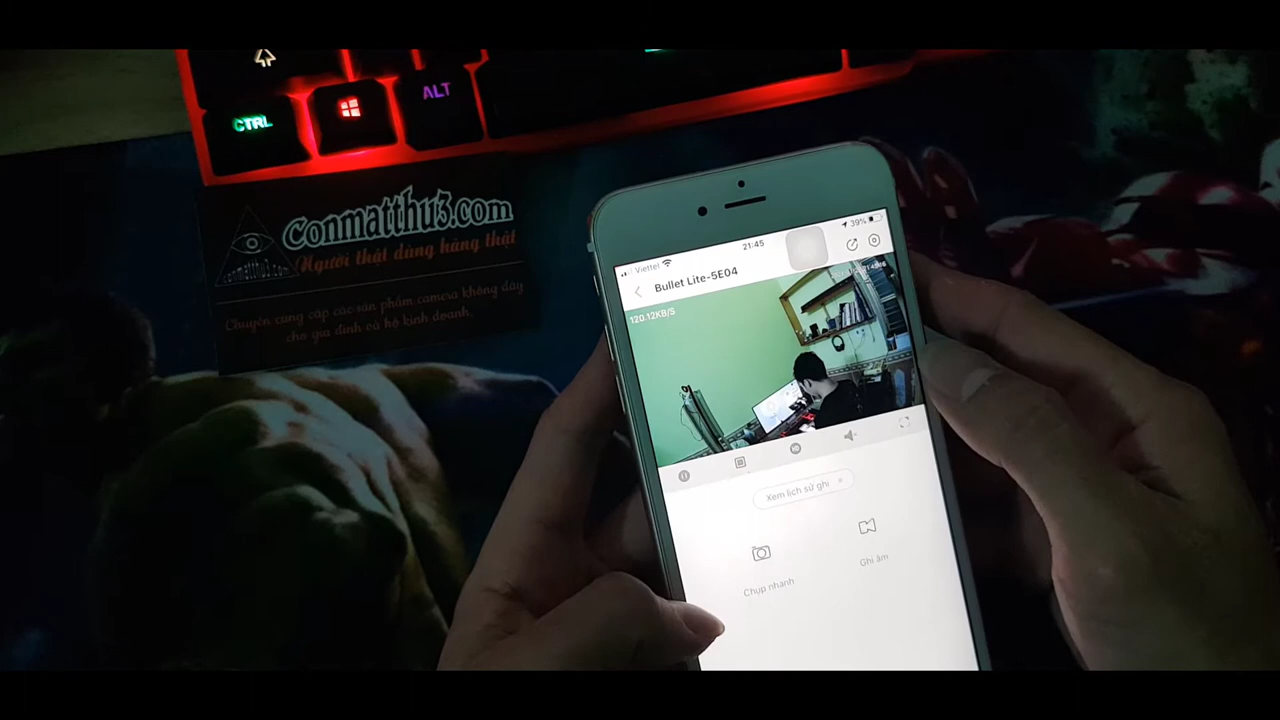 CTRL
ALT
Conmatthu3.com
Người thật dùng hàng thật
conmatthu3.com
Chuyên cung cấp các sản phẩm camera không dây
cho gia đình và hộ kinh doanh.
Viettel
21:45
39%
Bullet Lite-5E04
120.12KB/S
Xem lịch sử ghi
Chụp nhanh
Ghi âm